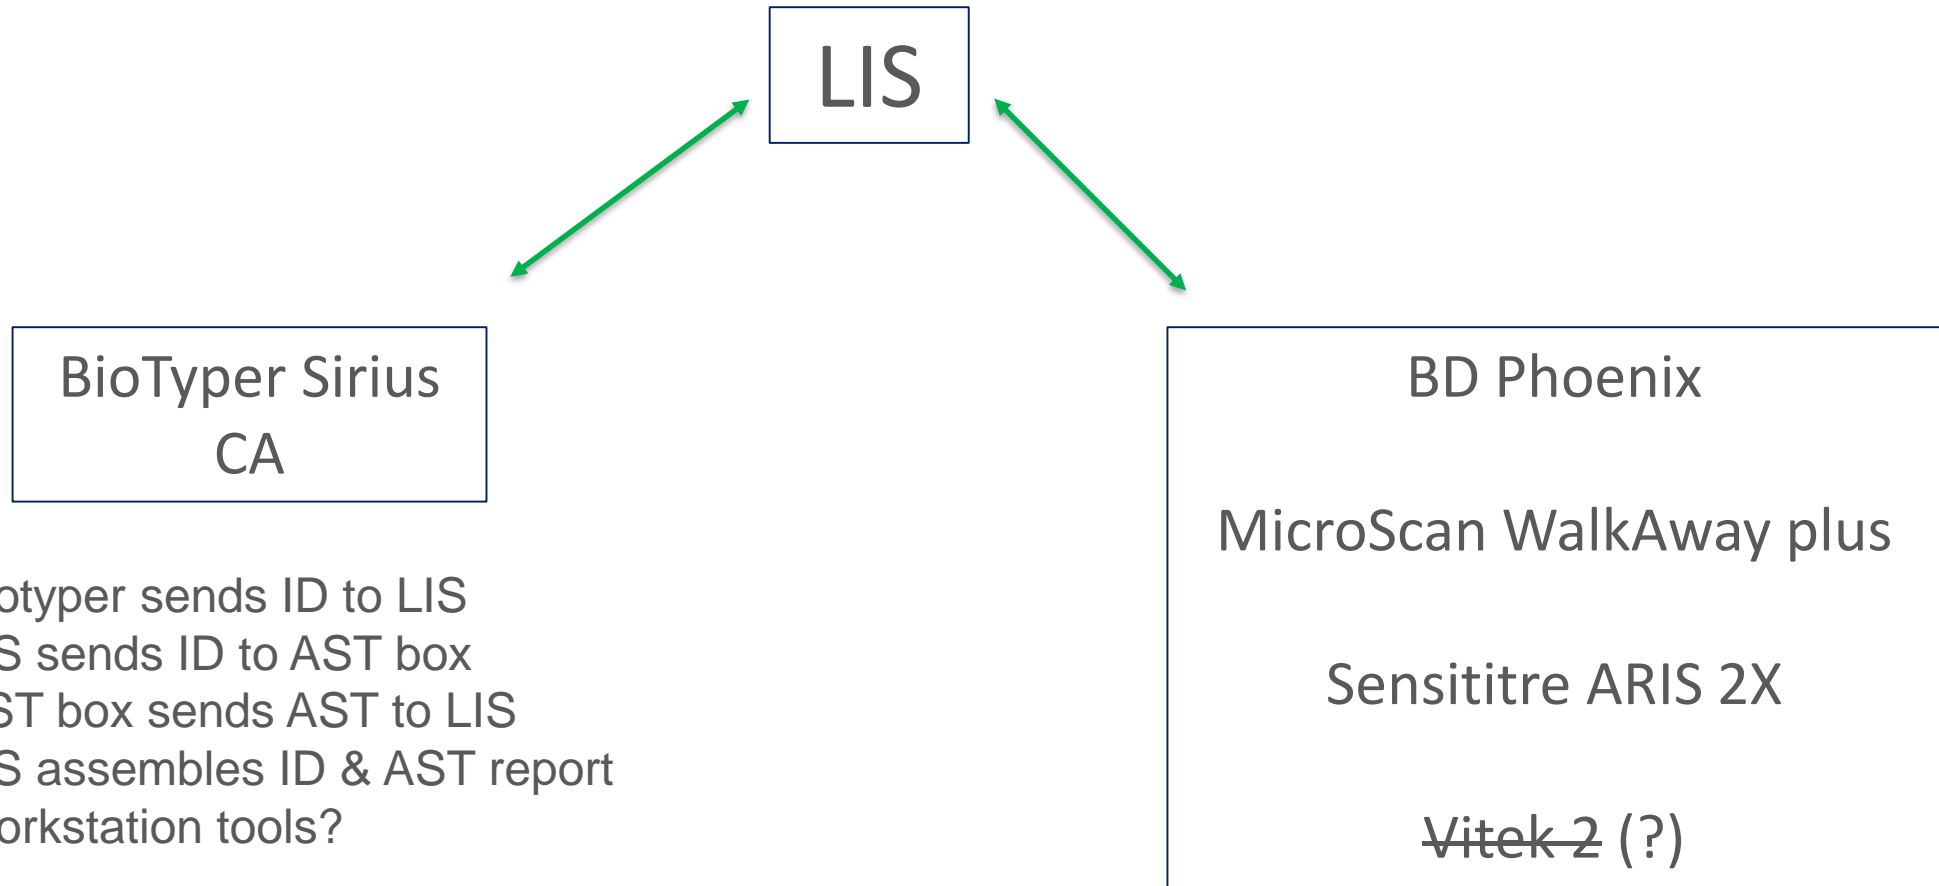 LIS
BioTyper Sirius
CA
BD Phoenix
MicroScan WalkAway plus
Sensititre ARIS 2X
Vitek 2 (?)
otyper sends ID to LIS
S sends ID to AST box
ST box sends AST to LIS
S assembles ID & AST report
orkstation tools?